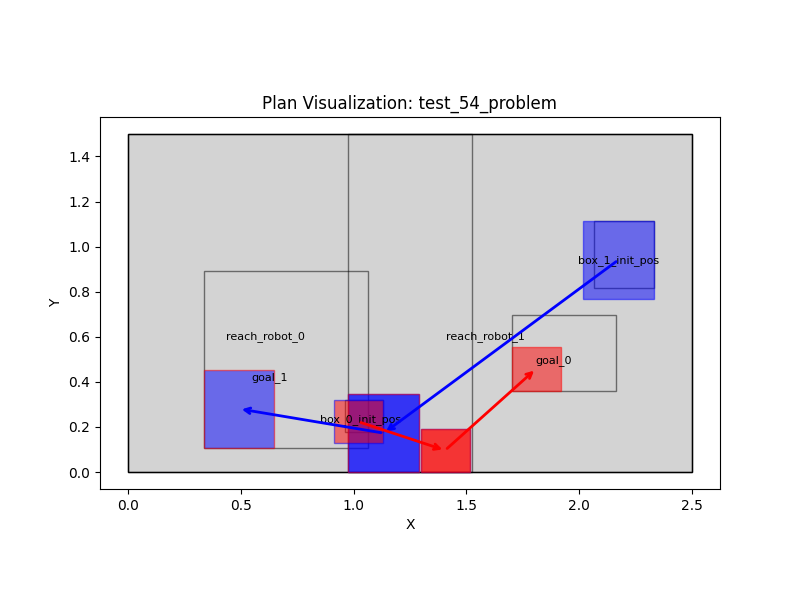 Plan Visualization: test_54_problem
Y
1.4
1.2
1.0
0.8
0.6
0.4
0.2
0.0
box_1_init_pos
reach_robot_0
reach_robot_1
goal_0
goal_1
box_0_init_pos
0.0
0.5
1.0
1.5
2.0
2.5
X